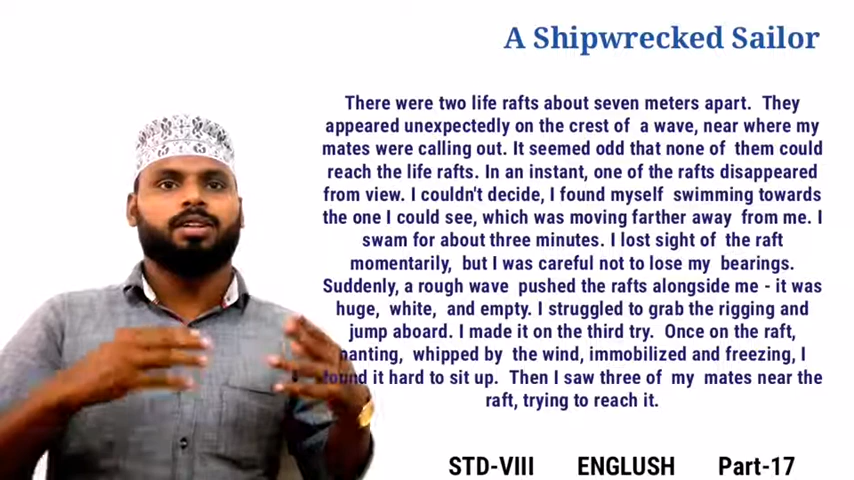 A Shipwrecked Sailor
There were two life rafts about seven meters apart. They
appeared unexpectedly on the crest of a wave, near where my
mates were calling out. It seemed odd that none of them could
reach the life rafts. In an instant, one of the rafts disappeared
from view. I couldn't decide, I found myself swimming towards
the one I could see, which was moving farther away from me. I
swam for about three minutes. I lost sight of the raft
momentarily, but I was careful not to lose my bearings.
Suddenly, a rough wave pushed the rafts alongside me - it was
huge, white, and empty. I struggled to grab the rigging and
jump aboard. I made it on the third try. Once on the raft,
panting, whipped by the wind, immobilized and freezing, I
found it hard to sit up. Then I saw three of my mates near the
raft, trying to reach it.
STD-VIII ENGLUSH Part-17